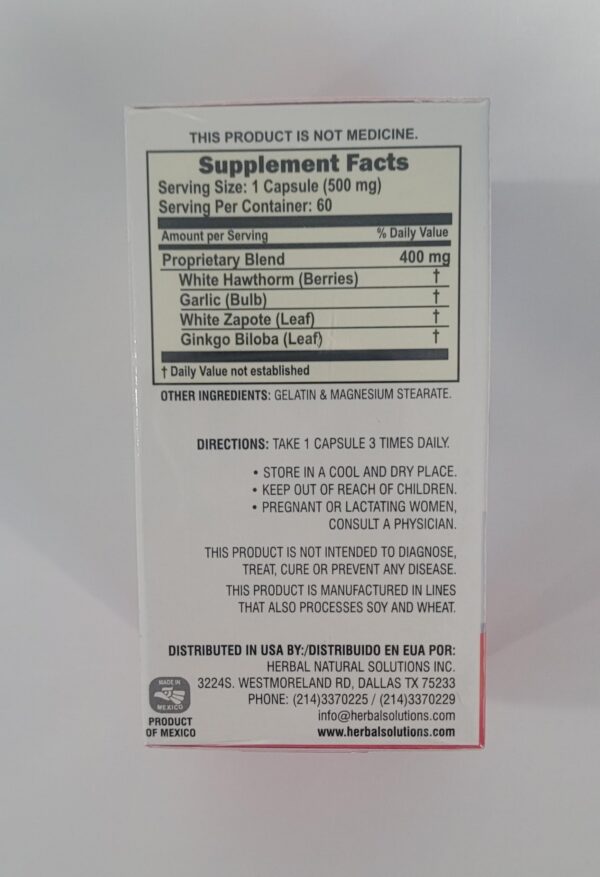 THIS PRODUCT IS NOT MEDICINE.
Supplement Facts
Serving Size: 1 Capsule (500 mg)
Serving Per Container: 60
Amount per Serving % Daily Value
Proprietary Blend 400 mg
White Hawthorm (Berries) †
Garlic (Bulb) †
White Zapote (Leaf) †
Ginkgo Biloba (Leaf) †
† Daily Value not established
OTHER INGREDIENTS: GELATIN & MAGNESIUM STEARATE.
DIRECTIONS: TAKE 1 CAPSULE 3 TIMES DAILY.
• STORE IN A COOL AND DRY PLACE.
• KEEP OUT OF REACH OF CHILDREN.
• PREGNANT OR LACTATING WOMEN,
CONSULT A PHYSICIAN.
THIS PRODUCT IS NOT INTENDED TO DIAGNOSE,
TREAT, CURE OR PREVENT ANY DISEASE.
THIS PRODUCT IS MANUFACTURED IN LINES
THAT ALSO PROCESSES SOY AND WHEAT.
DISTRIBUTED IN USA BY:/DISTRIBUIDO EN EUA POR:
HERBAL NATURAL SOLUTIONS INC.
3224S. WESTMORELAND RD, DALLAS TX 75233
PHONE: (214)3370225 / (214)3370229
info@herbalsolutions.com
www.herbalsolutions.com
MADE IN
MEXICO
PRODUCT
OF MEXICO